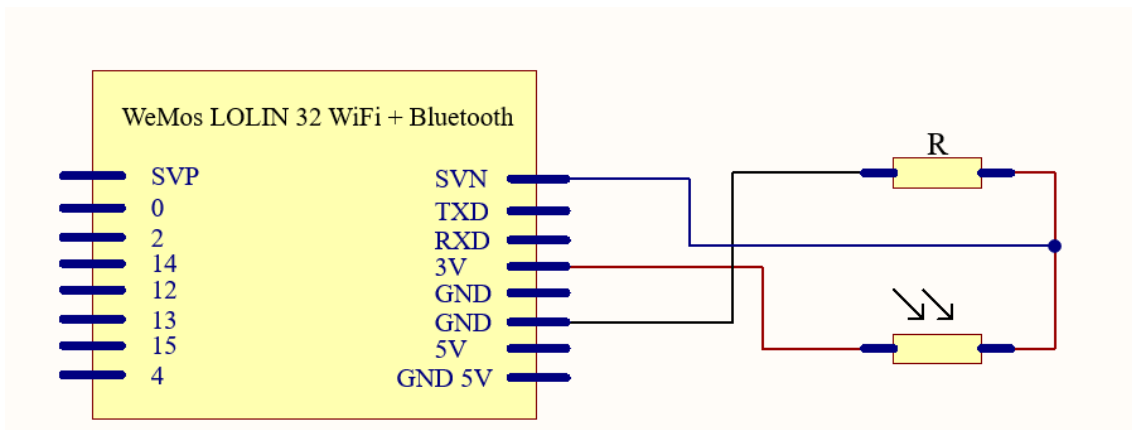 WeMos LOLIN 32 WiFi + Bluetooth
SVP
0
2
14
12
13
15
4
SVN
TXD
RXD
3V
GND
GND
5V
GND 5V
R